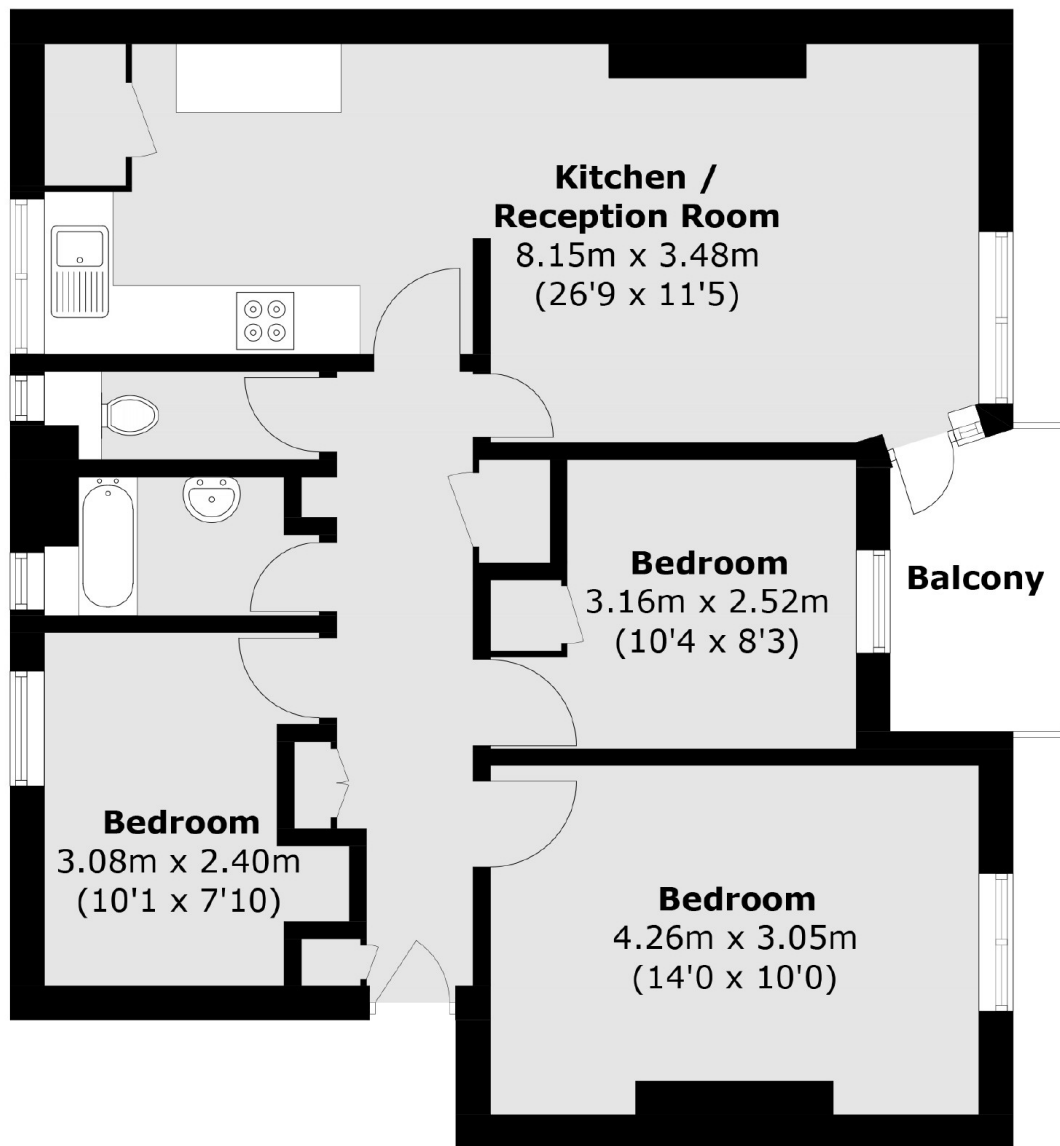 Kitchen /
Reception Room
8.15m x 3.48m
(26'9 x 11'5)
Bedroom
3.16m x 2.52m
(10'4 x 8'3)
Balcony
Bedroom
3.08m x 2.40m
(10'1 x 7'10)
Bedroom
4.26m x 3.05m
(14'0 x 10'0)